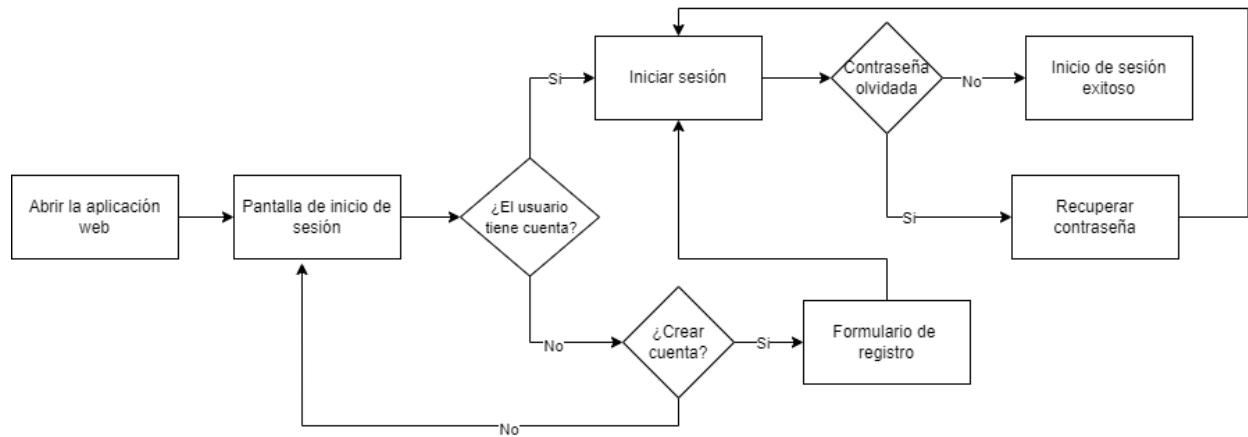 Iniciar sesión
Contraseña
olvidada
Inicio de sesión
exitoso
Si
No
Abrir la aplicación
web
Pantalla de inicio de
sesión
¿El usuario
tiene cuenta?
Si
Recuperar
contraseña
No
¿Crear
cuenta?
Si
Formulario de
registro
No